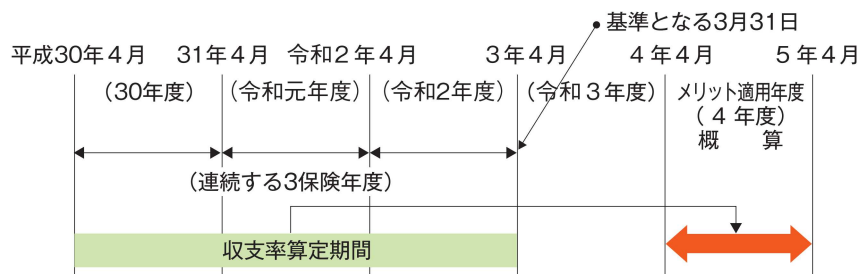 基準となる3月31日
平成30年4月 31年4月 令和2年4月 3年4月 4年4月 5年4月
(30年度) (令和元年度) (令和2年度) (令和3年度) メリット適用年度
(4年度)
概 算
(連続する3保険年度)
収支率算定期間